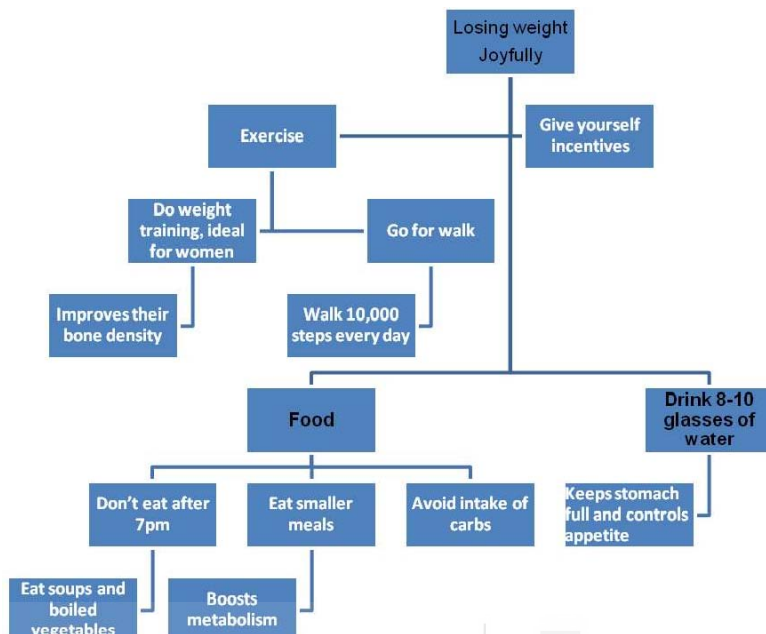 Losing weight
Joyfully
Exercise
Give yourself
incentives
Do weight
training, ideal
for women
Go for walk
Improves their
bone density
Walk 10,000
steps every day
Food
Drink 8-10
glasses of
water
Don't eat after
7pm
Eat smaller
meals
Avoid intake of
carbs
Keeps stomach
full and controls
appetite
Eat soups and
boiled
vegetables
Boosts
metabolism